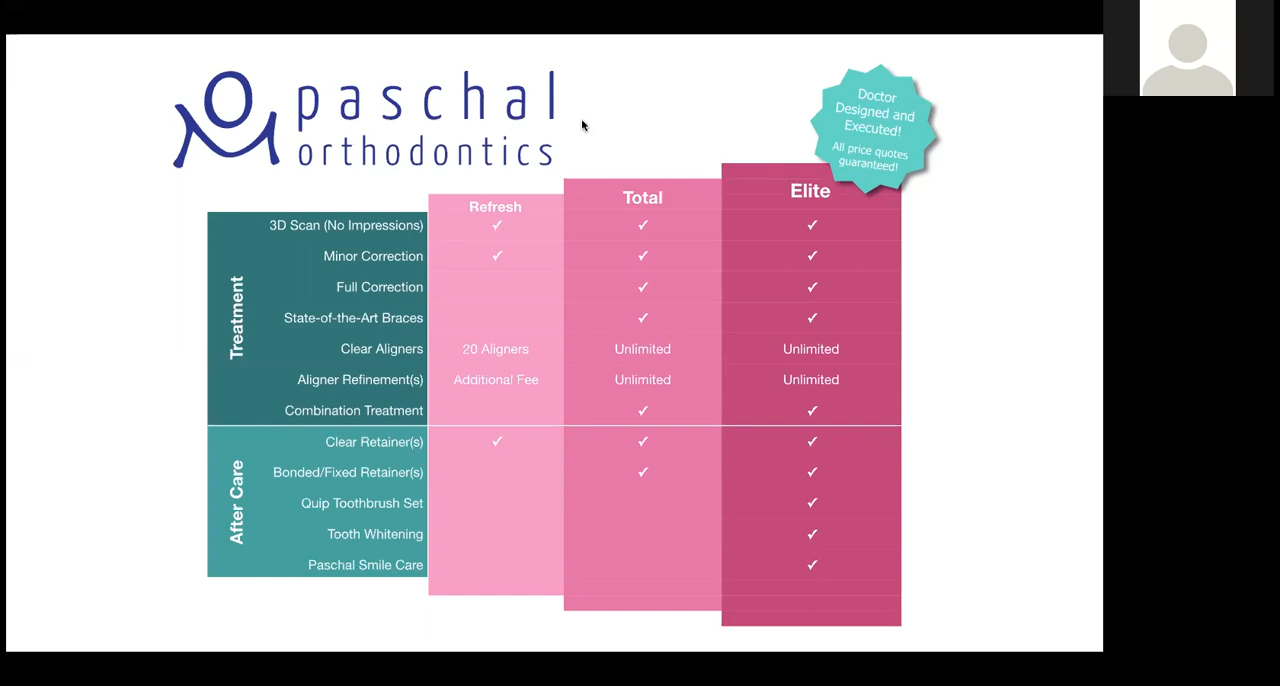 paschal
orthodontics
Doctor
Designed and
Executed!
All price quotes
guaranteed!
Refresh Total Elite
Treatment
3D Scan (No Impressions) ✓ ✓ ✓
Minor Correction ✓ ✓ ✓
Full Correction ✓ ✓
State-of-the-Art Braces ✓ ✓
Clear Aligners 20 Aligners Unlimited Unlimited
Aligner Refinement(s) Additional Fee Unlimited Unlimited
Combination Treatment ✓ ✓
After Care
Clear Retainer(s) ✓ ✓ ✓
Bonded/Fixed Retainer(s) ✓ ✓
Quip Toothbrush Set ✓
Tooth Whitening ✓
Paschal Smile Care ✓